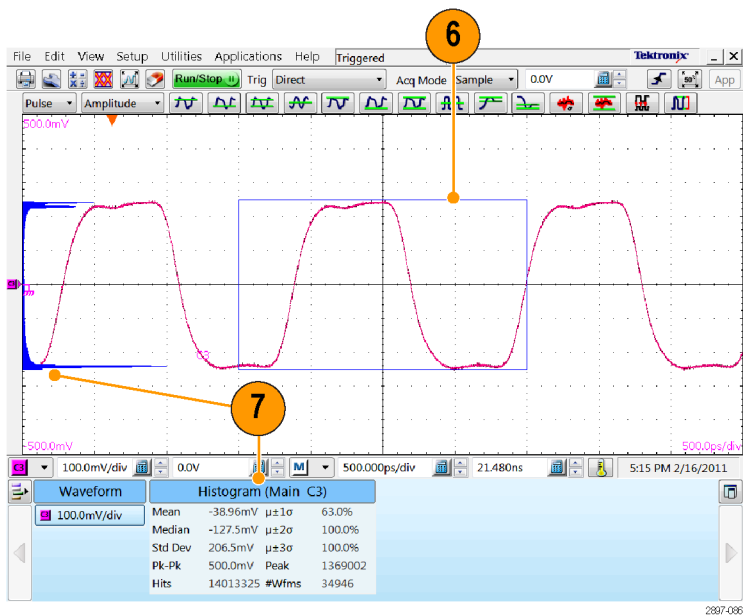 6
File Edit View Setup Utilities Applications Help Triggered Tektronix
Run/Stop Trig Direct Acq Mode Sample 0.0V 50Ω App
Pulse Amplitude
500.0mV
C3
C3
7
-500.0mV 500.0ps/div
C3 100.0mV/div 0.0V M 500.000ps/div 21.480ns 5:15 PM 2/16/2011
Waveform Histogram (Main C3)
C3 100.0mV/div Mean -38.96mV µ±1σ 63.0%
Median -127.5mV µ±2σ 100.0%
Std Dev 206.5mV µ±3σ 100.0%
Pk-Pk 500.0mV Peak 1369002
Hits 14013325 #Wfms 34946
2897-086